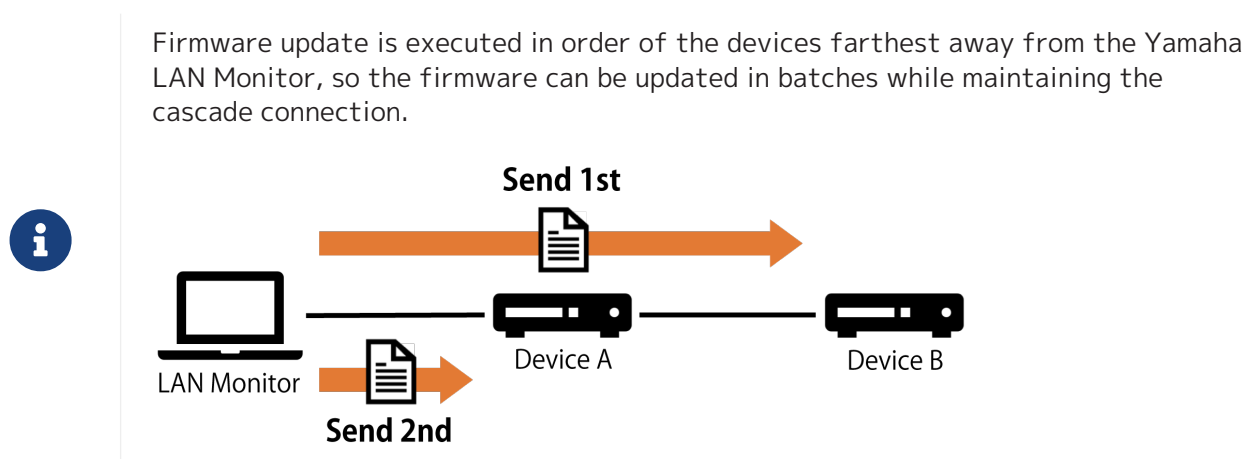 Firmware update is executed in order of the devices farthest away from the Yamaha
LAN Monitor, so the firmware can be updated in batches while maintaining the
cascade connection.
Send 1st
Device A
Device B
LAN Monitor
Send 2nd